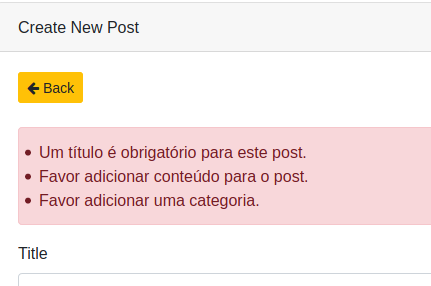 Create New Post
Back
Um título é obrigatório para este post.
Favor adicionar conteúdo para o post.
Favor adicionar uma categoria.
Title